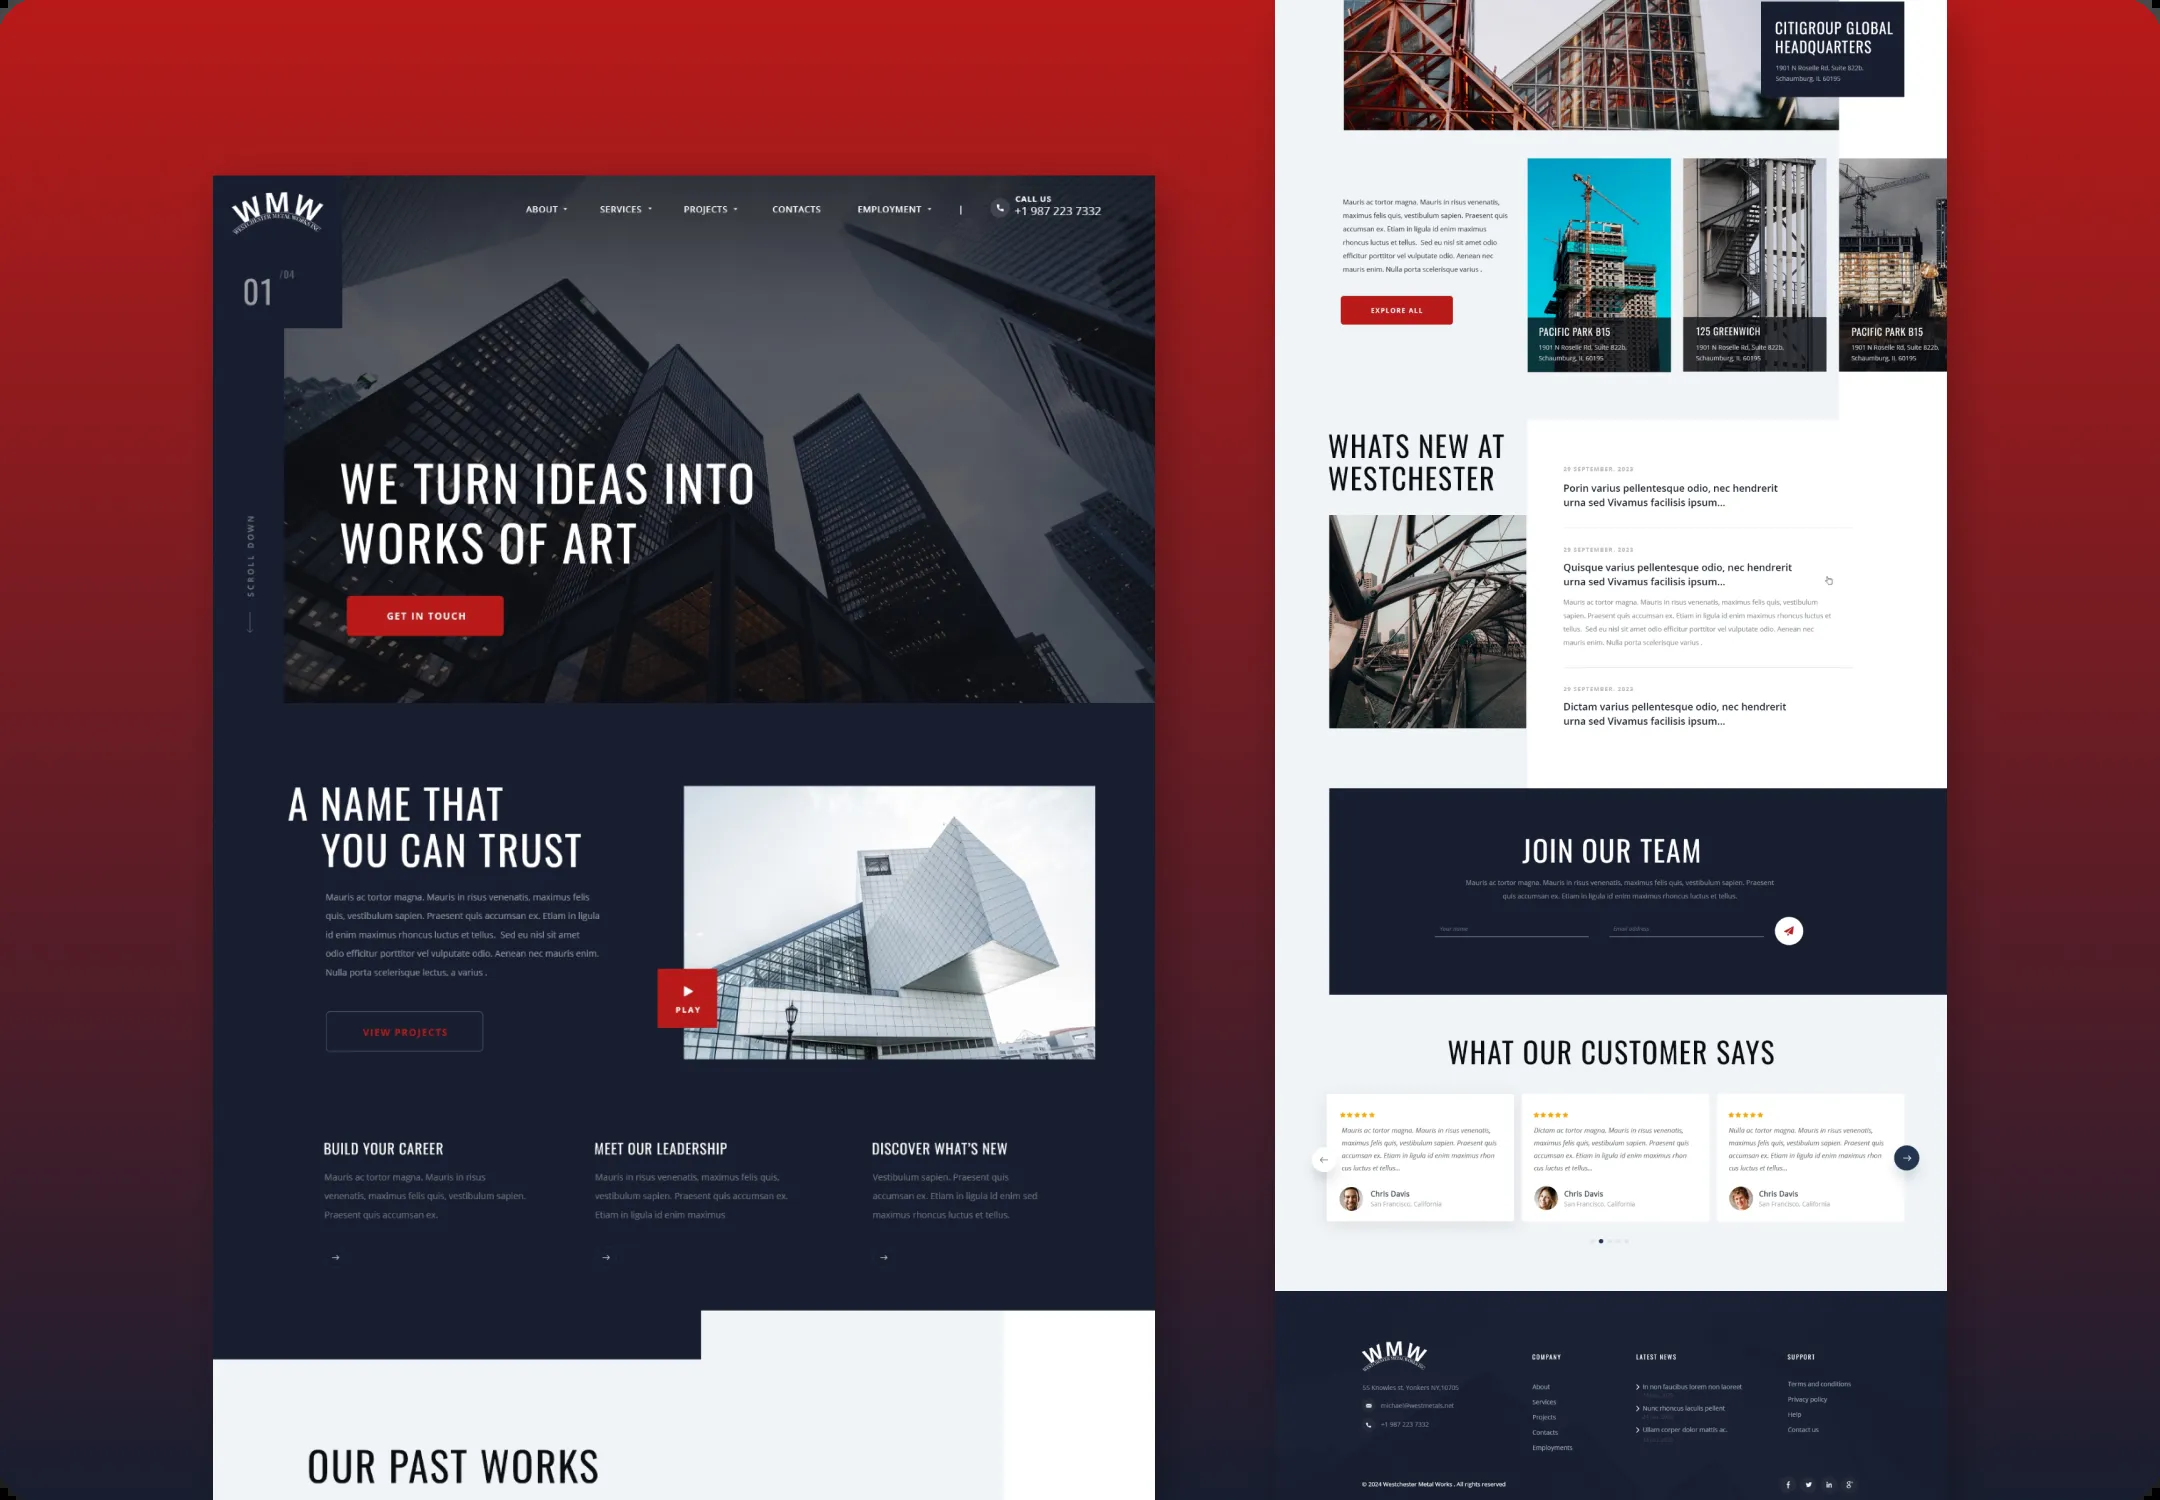 WMW
WESTCHESTER METAL WORKS INC
ABOUT
SERVICES
PROJECTS
CONTACTS
EMPLOYMENT
|
CALL US
+1 987 223 7332
01
/04
SCROLL DOWN
WE TURN IDEAS INTO
WORKS OF ART
GET IN TOUCH
A NAME THAT
YOU CAN TRUST
Mauris ac tortor magna. Mauris in risus venenatis, maximus felis
quis, vestibulum sapien. Praesent quis accumsan ex. Etiam in ligula
id enim maximus rhoncus luctus et tellus. Sed eu nisl sit amet
odio efficitur porttitor vel vulputate odio. Aenean nec mauris enim.
Nulla porta scelerisque lectus, a varius .
VIEW PROJECTS
PLAY
BUILD YOUR CAREER
Mauris ac tortor magna. Mauris in risus
venenatis, maximus felis quis, vestibulum sapien.
Praesent quis accumsan ex.
MEET OUR LEADERSHIP
Mauris in risus venenatis, maximus felis quis,
vestibulum sapien. Praesent quis accumsan ex.
Etiam in ligula id enim maximus
DISCOVER WHAT'S NEW
Vestibulum sapien. Praesent quis
accumsan ex. Etiam in ligula id enim sed
maximus rhoncus luctus et tellus.
OUR PAST WORKS
CITIGROUP GLOBAL
HEADQUARTERS
1901 N Roselle Rd, Suite 822b,
Schaumburg, IL 60195
Mauris ac tortor magna. Mauris in risus venenatis,
maximus felis quis, vestibulum sapien. Praesent quis
accumsan ex. Etiam in ligula id enim maximus
rhoncus luctus et tellus. Sed eu nisl sit amet odio
efficitur porttitor vel vulputate odio. Aenean nec
mauris enim. Nulla porta scelerisque varius .
EXPLORE ALL
PACIFIC PARK B15
1901 N Roselle Rd, Suite 822b,
Schaumburg, IL 60195
125 GREENWICH
1901 N Roselle Rd, Suite 822b,
Schaumburg, IL 60195
PACIFIC PARK B15
1901 N Roselle Rd, Suite 822b,
Schaumburg, IL 60195
WHATS NEW AT
WESTCHESTER
29 SEPTEMBER. 2023
Porin varius pellentesque odio, nec hendrerit
urna sed Vivamus facilisis ipsum...
29 SEPTEMBER. 2023
Quisque varius pellentesque odio, nec hendrerit
urna sed Vivamus facilisis ipsum...
Mauris ac tortor magna. Mauris in risus venenatis, maximus felis quis, vestibulum
sapien. Praesent quis accumsan ex. Etiam in ligula id enim maximus rhoncus luctus et
tellus. Sed eu nisl sit amet odio efficitur porttitor vel vulputate odio. Aenean nec
mauris enim. Nulla porta scelerisque varius .
29 SEPTEMBER. 2023
Dictam varius pellentesque odio, nec hendrerit
urna sed Vivamus facilisis ipsum...
JOIN OUR TEAM
Mauris ac tortor magna. Mauris in risus venenatis, maximus felis quis, vestibulum sapien. Praesent
quis accumsan ex. Etiam in ligula id enim maximus rhoncus luctus et tellus.
Your name
Email address
WHAT OUR CUSTOMER SAYS
Mauris ac tortor magna. Mauris in risus venenatis,
maximus felis quis, vestibulum sapien. Praesent quis
accumsan ex. Etiam in ligula id enim maximus rhon
cus luctus et tellus...
Chris Davis
San Francisco, California
Dictam ac tortor magna. Mauris in risus venenatis,
maximus felis quis, vestibulum sapien. Praesent quis
accumsan ex. Etiam in ligula id enim maximus rhon
cus luctus et tellus...
Chris Davis
San Francisco, California
Nulla ac tortor magna. Mauris in risus venenatis,
maximus felis quis, vestibulum sapien. Praesent quis
accumsan ex. Etiam in ligula id enim maximus rhon
cus luctus et tellus...
Chris Davis
San Francisco, California
WMW
WESTCHESTER METAL WORKS INC
55 Knowles st. Yonkers NY,10705
michael@westmetals.net
+1 987 223 7332
COMPANY
About
Services
Projects
Contacts
Employments
LATEST NEWS
In non faucibus lorem non laoreet
Nunc rhoncus iaculis pellent
Ullam corper dolor mattis ac.
SUPPORT
Terms and conditions
Privacy policy
Help
Contact us
© 2024 Westchester Metal Works . All rights reserved